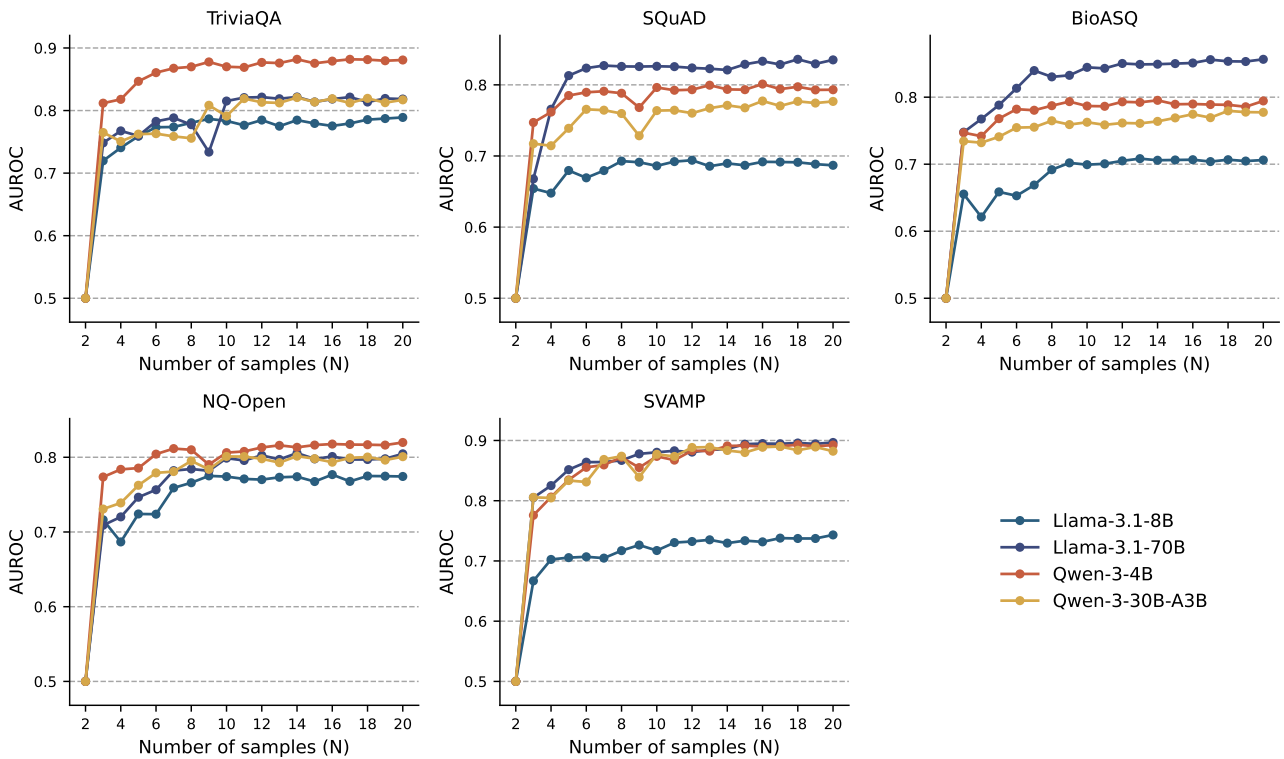 TriviaQA
AUROC
0.9
0.8
0.7
0.6
0.5
2 4 6 8 10 12 14 16 18 20
Number of samples (N)
SQuAD
AUROC
0.8
0.7
0.6
0.5
2 4 6 8 10 12 14 16 18 20
Number of samples (N)
BioASQ
AUROC
0.8
0.7
0.6
0.5
2 4 6 8 10 12 14 16 18 20
Number of samples (N)
NQ-Open
AUROC
0.8
0.7
0.6
0.5
2 4 6 8 10 12 14 16 18 20
Number of samples (N)
SVAMP
AUROC
0.9
0.8
0.7
0.6
0.5
2 4 6 8 10 12 14 16 18 20
Number of samples (N)
Llama-3.1-8B
Llama-3.1-70B
Qwen-3-4B
Qwen-3-30B-A3B